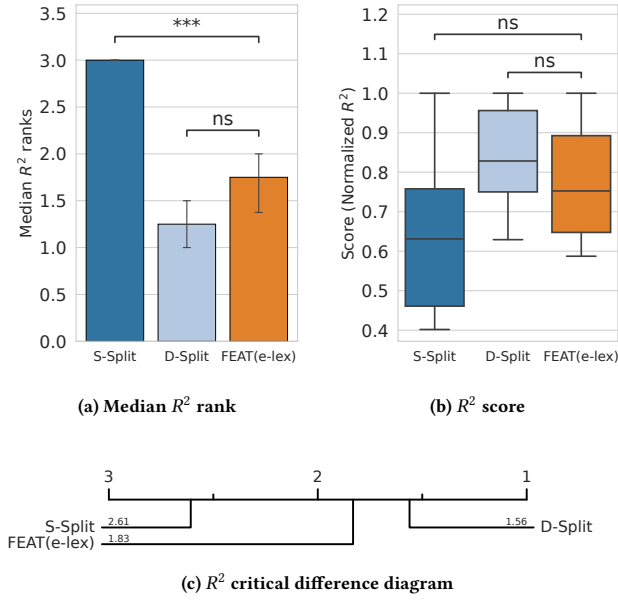 3.5
3.0
2.5
2.0
1.5
1.0
0.5
0.0
Median R² ranks
***
ns
S-Split D-Split FEAT(e-lex)
(a) Median R² rank
1.2
1.1
1.0
0.9
0.8
0.7
0.6
0.5
0.4
Score (Normalized R²)
ns
ns
S-Split D-Split FEAT(e-lex)
(b) R² score
3 2 1
S-Split 2.61 1.56 D-Split
FEAT(e-lex) 1.83
(c) R² critical difference diagram